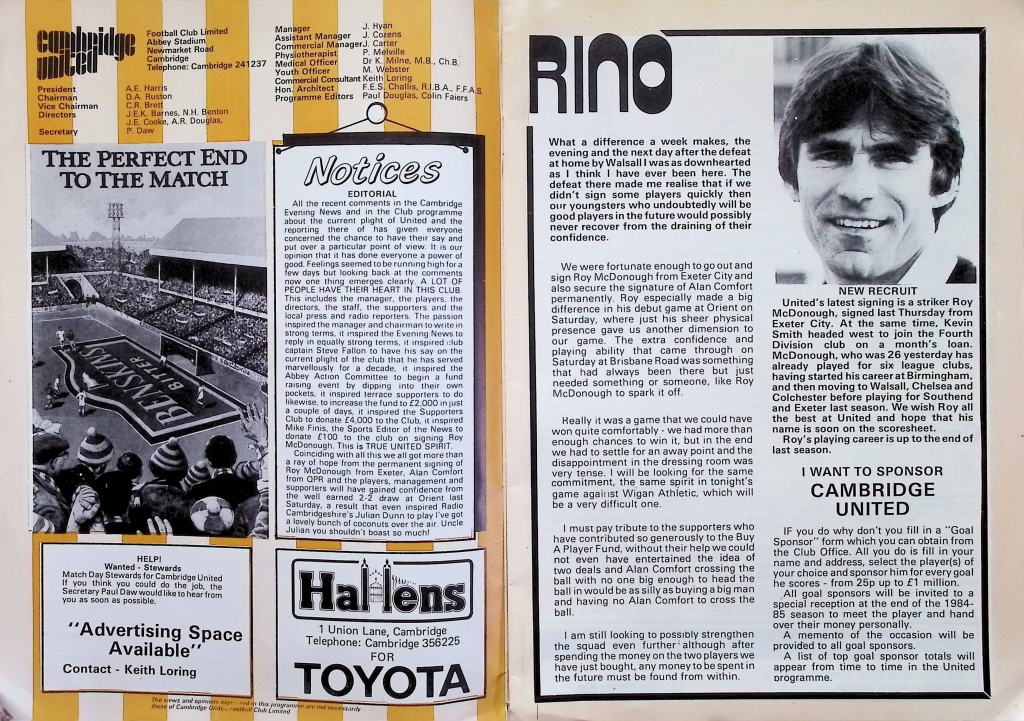 cambridge
united
Football Club Limited
Abbey Stadium
Newmarket Road
Cambridge
Telephone: Cambridge 241237
President A.E. Harris
Chairman D.A. Ruston
Vice Chairman C.R. Brett
Directors J.E.K. Barnes, N.H. Benton
J.E. Cooke, A.R. Douglas,
Secretary P. Daw
Manager J. Ryan
Assistant Manager J. Cozens
Commercial Manager J. Carter
Physiotherapist P. Melville
Medical Officer Dr K. Milne, M.B., Ch.B.
Youth Officer M. Webster
Commercial Consultant Keith Loring
Hon. Architect F.E.S. Challis, R.I.B.A., F.F.A.S.
Programme Editors Paul Douglas, Colin Faiers
THE PERFECT END
TO THE MATCH
Notices
EDITORIAL
All the recent comments in the Cambridge
Evening News and in the Club programme
about the current plight of United and the
reporting there of has given everyone
concerned the chance to have their say and
put over a particular point of view. It is our
opinion that it has done everyone a power of
good. Feelings seemed to be running high for a
few days but looking back at the comments
now one thing emerges clearly. A LOT OF
PEOPLE HAVE THEIR HEART IN THIS CLUB.
This includes the manager, the players, the
directors, the staff, the supporters and the
local press and radio reporters. The passion
inspired the manager and chairman to write in
strong terms, it inspired the Evening News to
reply in equally strong terms, it inspired club
captain Steve Fallon to have his say on the
current plight of the club that he has served
marvellously for a decade, it inspired the
Abbey Action Committee to begin a fund
raising event by dipping into their own
pockets, it inspired terrace supporters to do
likewise, to increase the fund to £2,000 in just
a couple of days, it inspired the Supporters
Club to donate £4,000 to the Club, it inspired
Mike Finis, the Sports Editor of the News to
donate £100 to the club on signing Roy
McDonough. This is TRUE UNITED SPIRIT.
Coinciding with all this we all got more than
a ray of hope from the permanent signing of
Roy McDonough from Exeter, Alan Comfort
from QPR and the players, management and
supporters will have gained confidence from
the well earned 2-2 draw at Orient last
Saturday, a result that even inspired Radio
Cambridgeshire's Julian Dunn to play I've got
a lovely bunch of coconuts over the air. Uncle
Julian you shouldn't boast so much!
HELP!
Wanted - Stewards
Match Day Stewards for Cambridge United
If you think you could do the job, the
Secretary Paul Daw would like to hear from
you as soon as possible.
"Advertising Space
Available"
Contact - Keith Loring
Hallens
1 Union Lane, Cambridge
Telephone: Cambridge 356225
FOR
TOYOTA
The views and opinions in this programme are not necessarily
those of Cambridge Football Club Limited
RINO
What a difference a week makes, the
evening and the next day after the defeat
at home by Walsall I was as downhearted
as I think I have ever been here. The
defeat there made me realise that if we
didn't sign some players quickly then
our youngsters who undoubtedly will be
good players in the future would possibly
never recover from the draining of their
confidence.
We were fortunate enough to go out and
sign Roy McDonough from Exeter City and
also secure the signature of Alan Comfort
permanently. Roy especially made a big
difference in his debut game at Orient on
Saturday, where just his sheer physical
presence gave us another dimension to
our game. The extra confidence and
playing ability that came through on
Saturday at Brisbane Road was something
that had always been there but just
needed something or someone, like Roy
McDonough to spark it off.
Really it was a game that we could have
won quite comfortably - we had more than
enough chances to win it, but in the end
we had to settle for an away point and the
disappointment in the dressing room was
very tense. I will be looking for the same
commitment, the same spirit in tonight's
game against Wigan Athletic, which will
be a very difficult one.
I must pay tribute to the supporters who
have contributed so generously to the Buy
A Player Fund, without their help we could
not even have entertained the idea of
two deals and Alan Comfort crossing the
ball with no one big enough to head the
ball in would be as silly as buying a big man
and having no Alan Comfort to cross the
ball.
I am still looking to possibly strengthen
the squad even further although after
spending the money on the two players we
have just bought, any money to be spent in
the future must be found from within.
NEW RECRUIT
United's latest signing is a striker Roy
McDonough, signed last Thursday from
Exeter City. At the same time, Kevin
Smith headed west to join the Fourth
Division club on a month's loan.
McDonough, who was 26 yesterday has
already played for six league clubs,
having started his career at Birmingham,
and then moving to Walsall, Chelsea and
Colchester before playing for Southend
and Exeter last season. We wish Roy all
the best at United and hope that his
name is soon on the scoresheet.
Roy's playing career is up to the end of
last season.
I WANT TO SPONSOR
CAMBRIDGE
UNITED
IF you do why don't you fill in a "Goal
Sponsor" form which you can obtain from
the Club Office. All you do is fill in your
name and address, select the player(s) of
your choice and sponsor him for every goal
he scores - from 25p up to £1 million.
All goal sponsors will be invited to a
special reception at the end of the 1984-
85 season to meet the player and hand
over their money personally.
A memento of the occasion will be
provided to all goal sponsors.
A list of top goal sponsor totals will
appear from time to time in the United
programme.